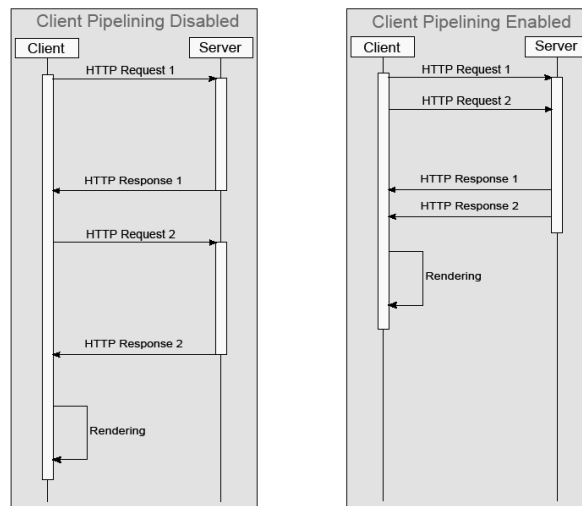 Client Pipelining Disabled
Client
Server
HTTP Request 1
HTTP Response 1
HTTP Request 2
HTTP Response 2
Rendering
Client Pipelining Enabled
Client
Server
HTTP Request 1
HTTP Request 2
HTTP Response 1
HTTP Response 2
Rendering